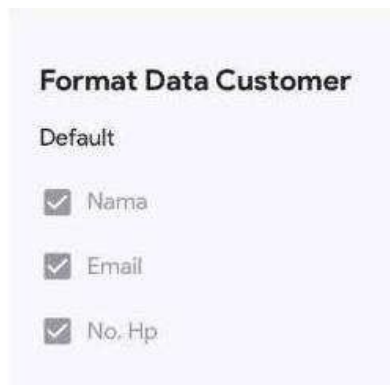 Format Data Customer
Default
Nama
Email
No. Hp